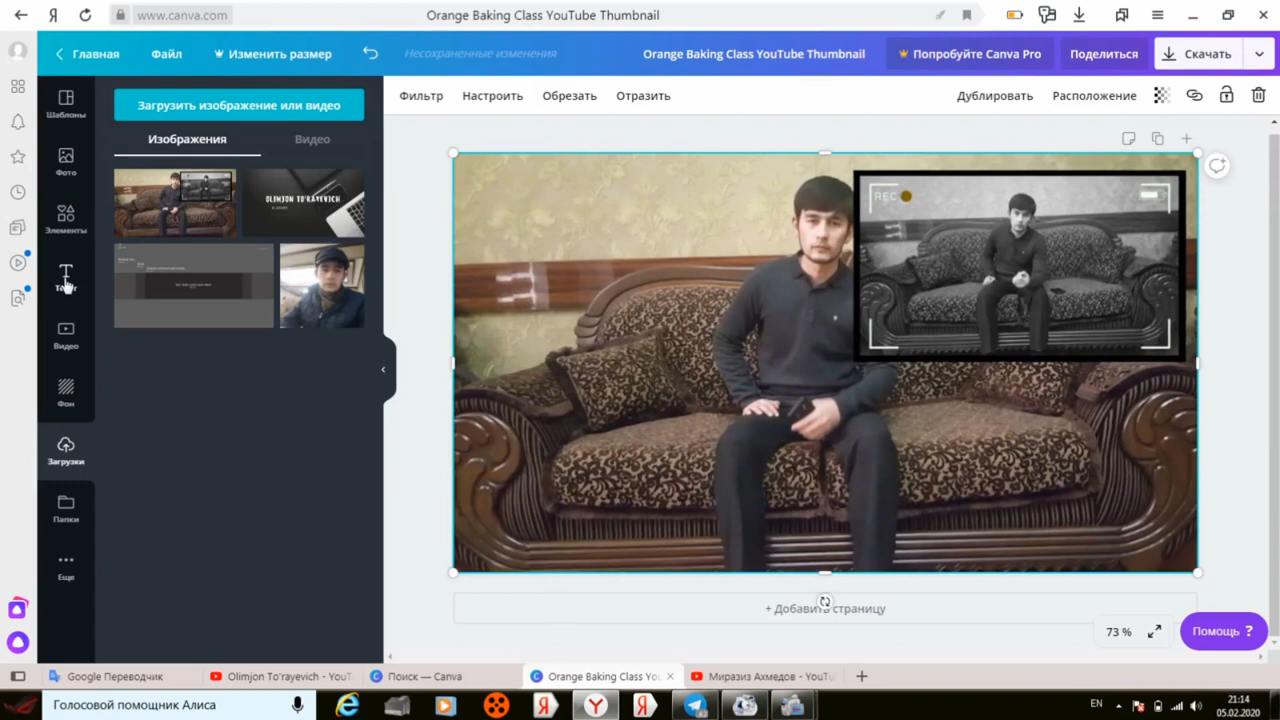 www.canva.com
Orange Baking Class YouTube Thumbnail
Главная
Файл
Изменить размер
Несохраненные изменения
Orange Baking Class YouTube Thumbnail
Попробуйте Canva Pro
Поделиться
Скачать
Шаблоны
Фото
Элементы
Видео
Фон
Загрузки
Папки
Еще
Загрузить изображение или видео
Изображения
Видео
OLIMJON TO'RAYEVICH
Фильтр
Настроить
Обрезать
Отразить
Дублировать
Расположение
REC
+ Добавить страницу
73 %
Помощь ?
Google Переводчик
Olimjon To'rayevich - YouT
Поиск — Canva
Orange Baking Class Yo
Миразиз Ахмедов - YouTu
Голосовой помощник Алиса
EN
21:14
05.02.2020